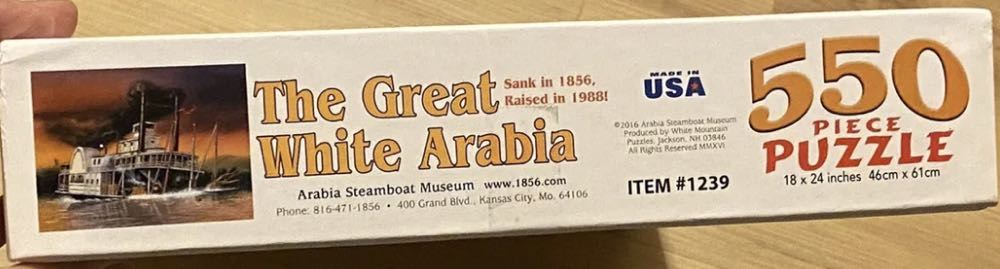 The Great
White Arabia
Sank in 1856,
Raised in 1988!
Arabia Steamboat Museum www.1856.com
Phone: 816-471-1856 • 400 Grand Blvd., Kansas City, Mo. 64106
MADE IN
USA
©2016 Arabia Steamboat Museum
Produced by White Mountain
Puzzles, Jackson, NH 03846
All Rights Reserved MMXVI
ITEM #1239
550
PIECE
PUZZLE
18 x 24 inches 46cm x 61cm